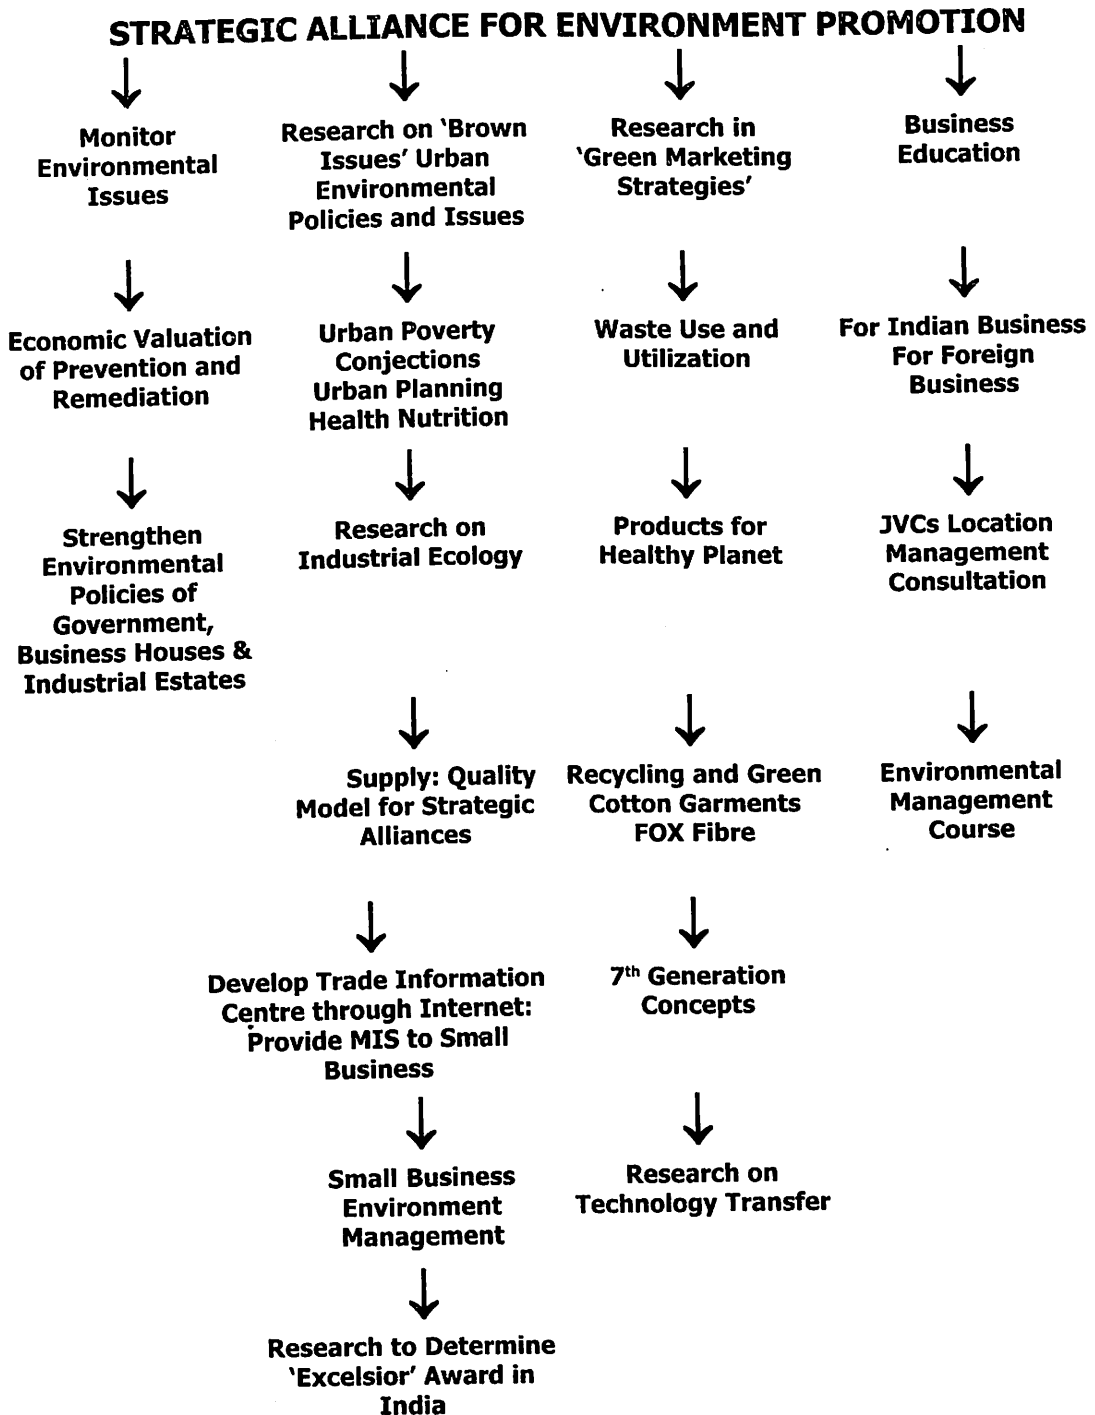 STRATEGIC ALLIANCE FOR ENVIRONMENT PROMOTION
Monitor
Environmental
Issues
Economic Valuation
of Prevention and
Remediation
Strengthen
Environmental
Policies of
Government,
Business Houses &
Industrial Estates
Research on 'Brown
Issues' Urban
Environmental
Policies and Issues
Urban Poverty
Conjections
Urban Planning
Health Nutrition
Research on
Industrial Ecology
Supply: Quality
Model for Strategic
Alliances
Develop Trade Information
Centre through Internet:
Provide MIS to Small
Business
Small Business
Environment
Management
Research to Determine
'Excelsior' Award in
India
Research in
'Green Marketing
Strategies'
Waste Use and
Utilization
Products for
Healthy Planet
Recycling and Green
Cotton Garments
FOX Fibre
7th Generation
Concepts
Research on
Technology Transfer
Business
Education
For Indian Business
For Foreign
Business
JVCs Location
Management
Consultation
Environmental
Management
Course